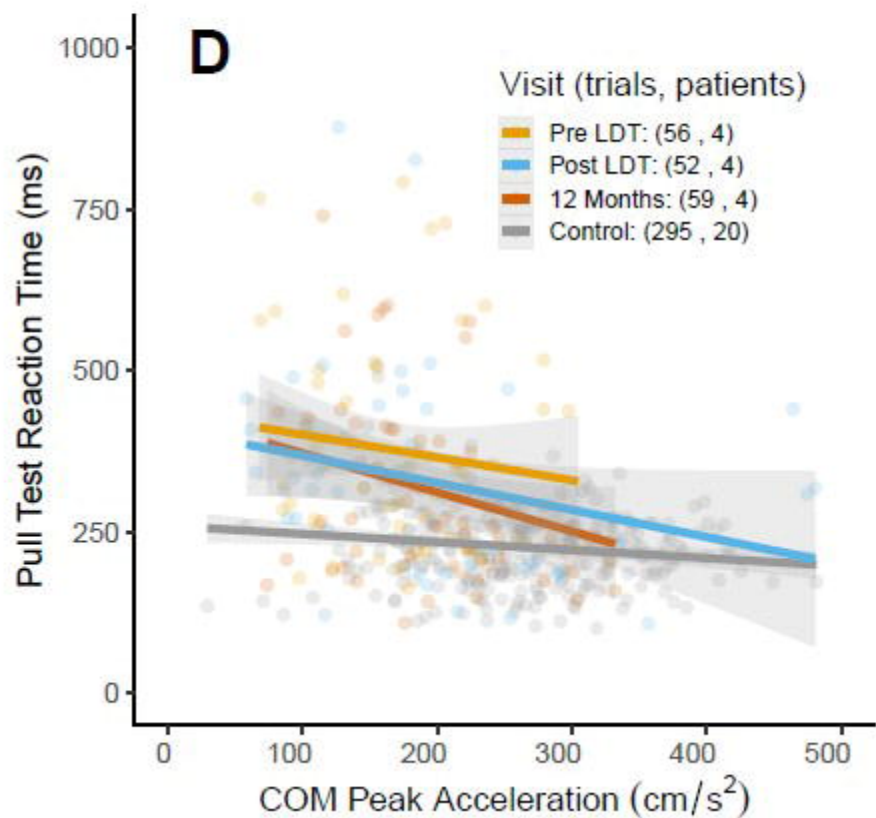 D
Visit (trials, patients)
Pre LDT: (56 , 4)
Post LDT: (52 , 4)
12 Months: (59 , 4)
Control: (295 , 20)
Pull Test Reaction Time (ms)
1000
750
500
250
0
0 100 200 300 400 500
COM Peak Acceleration (cm/s²)